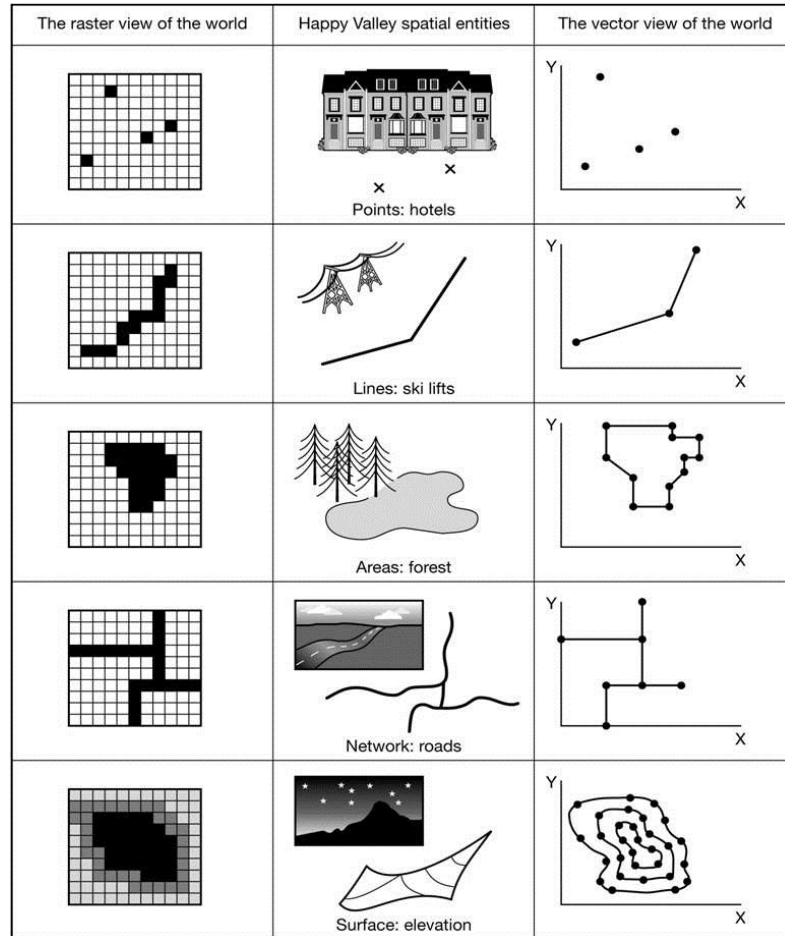 The raster view of the world
Happy Valley spatial entities
The vector view of the world
Points: hotels
Y
X
Lines: ski lifts
Y
X
Areas: forest
Y
X
Network: roads
Y
X
Surface: elevation
Y
X